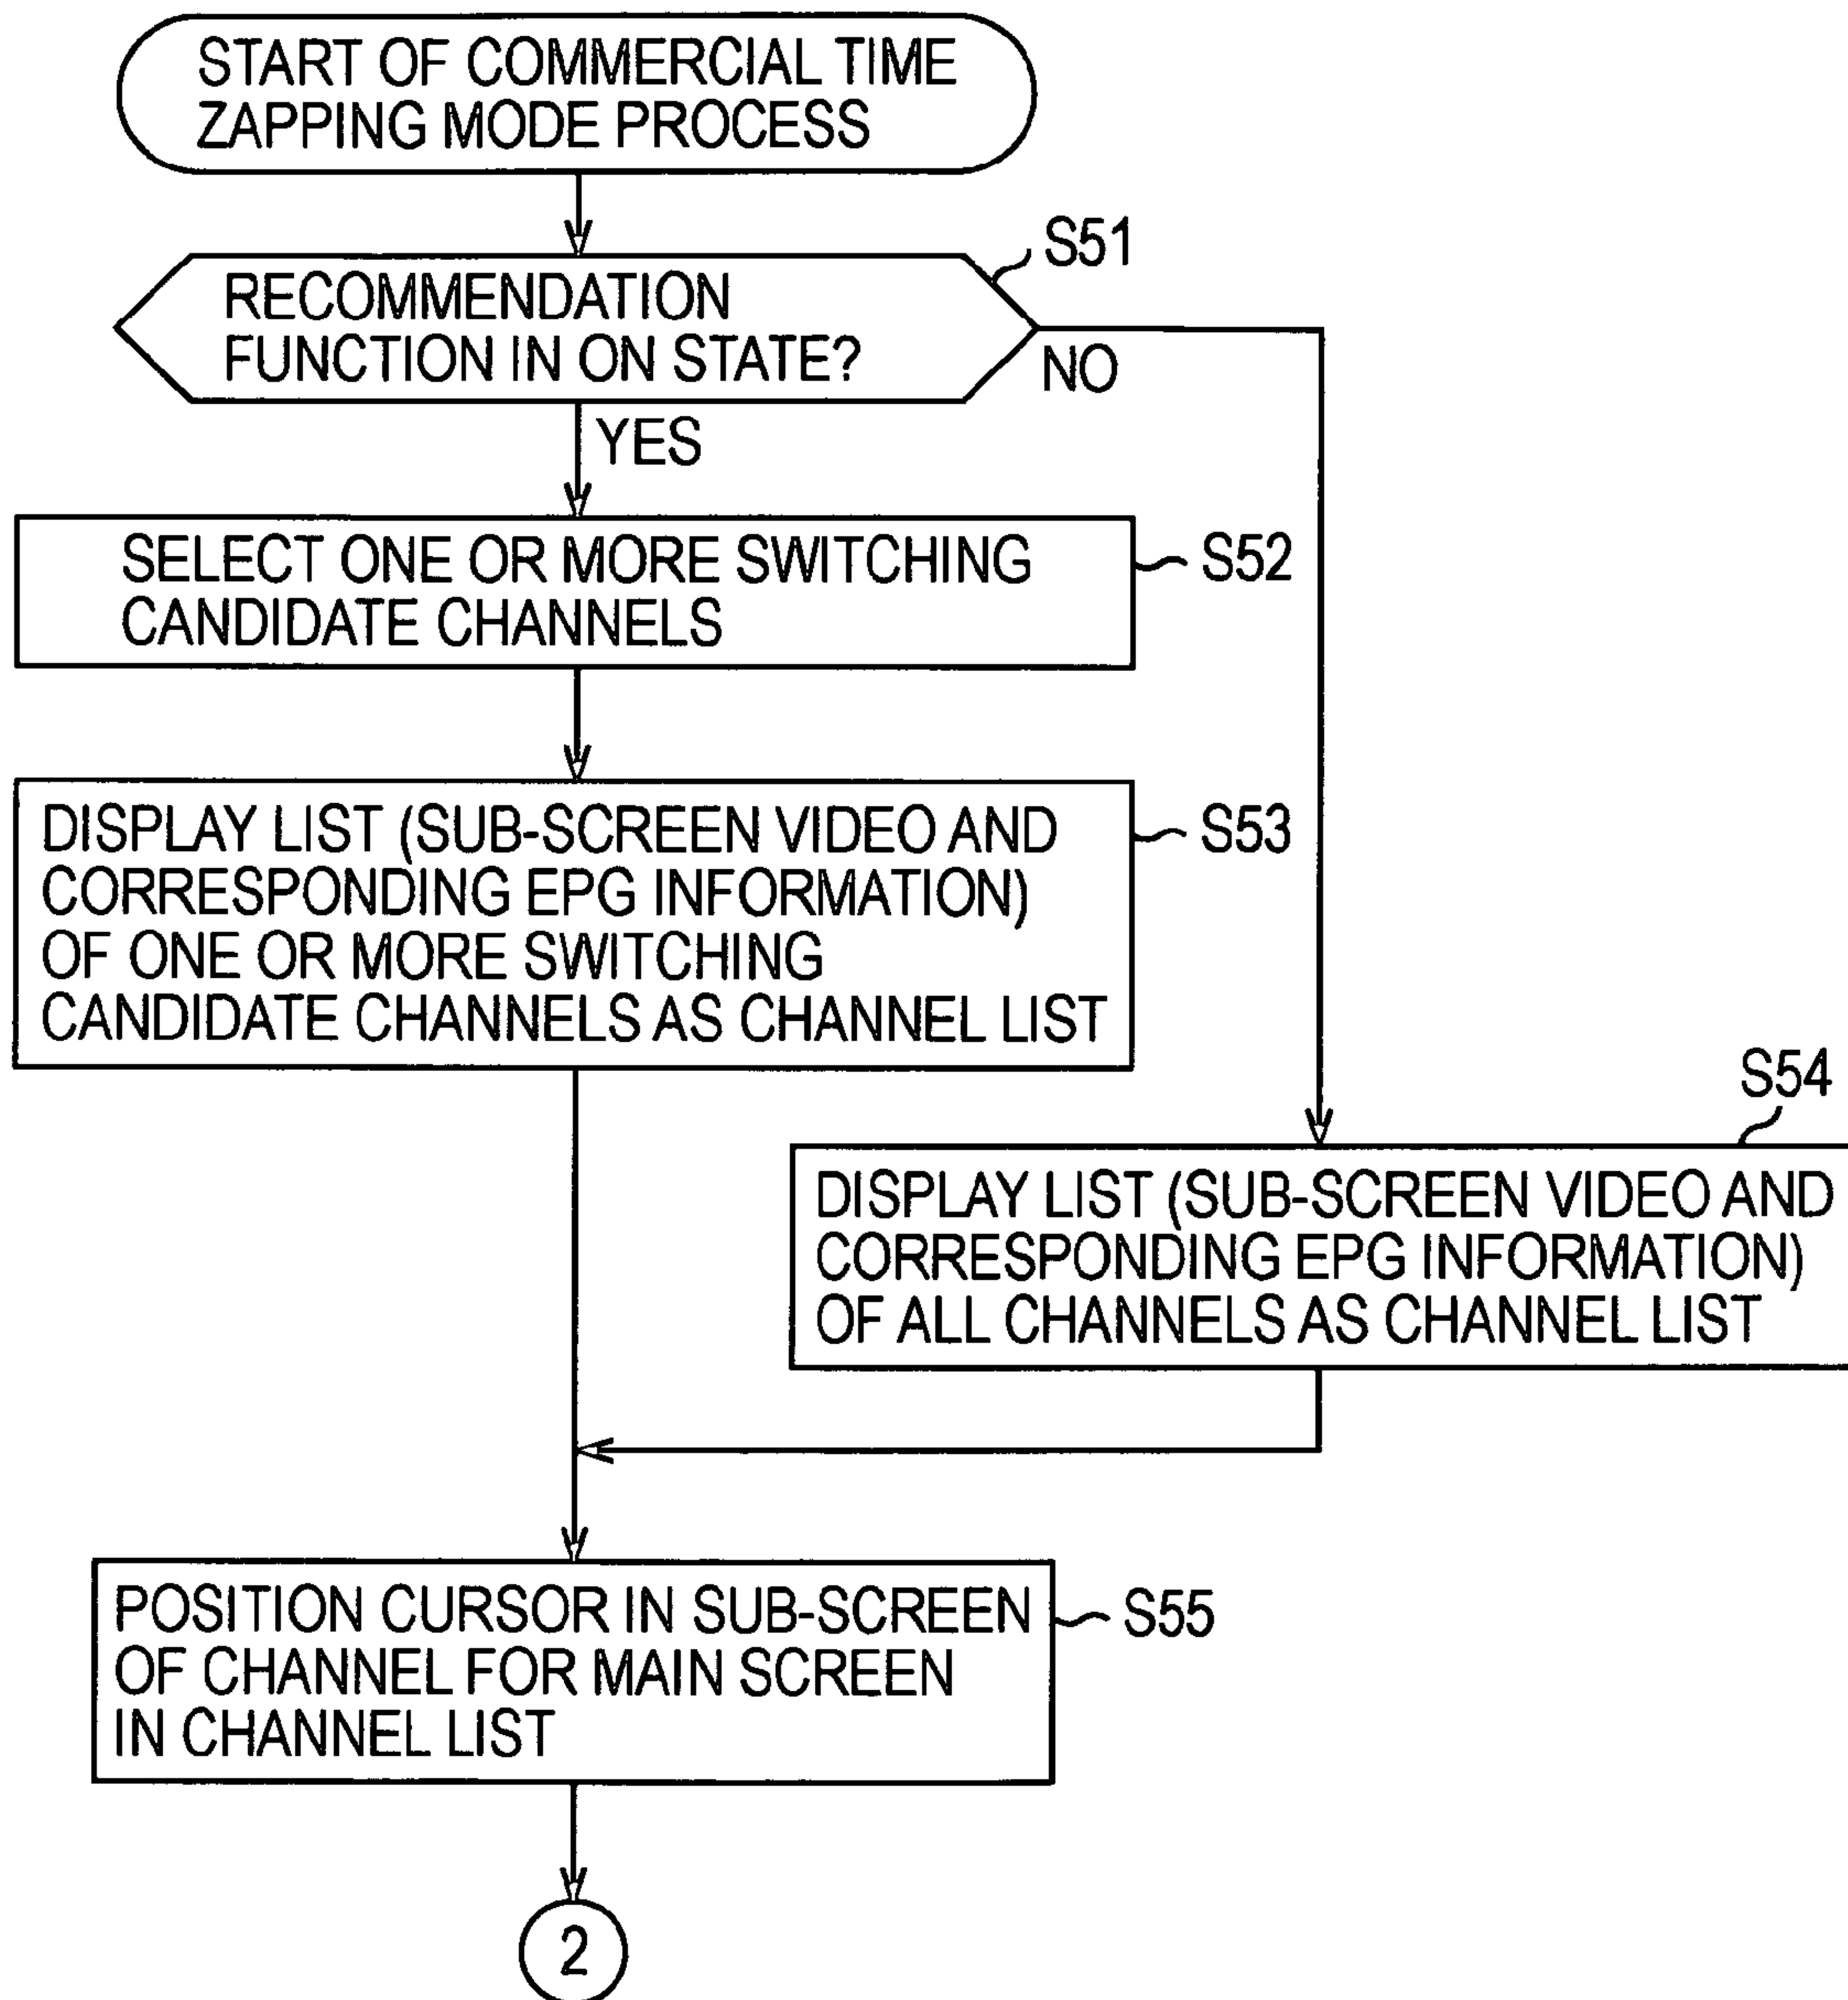 START OF COMMERCIAL TIME
ZAPPING MODE PROCESS
S51
RECOMMENDATION
FUNCTION IN ON STATE?
NO
YES
S52
SELECT ONE OR MORE SWITCHING
CANDIDATE CHANNELS
S53
DISPLAY LIST (SUB-SCREEN VIDEO AND
CORRESPONDING EPG INFORMATION)
OF ONE OR MORE SWITCHING
CANDIDATE CHANNELS AS CHANNEL LIST
S54
DISPLAY LIST (SUB-SCREEN VIDEO AND
CORRESPONDING EPG INFORMATION)
OF ALL CHANNELS AS CHANNEL LIST
S55
POSITION CURSOR IN SUB-SCREEN
OF CHANNEL FOR MAIN SCREEN
IN CHANNEL LIST
2